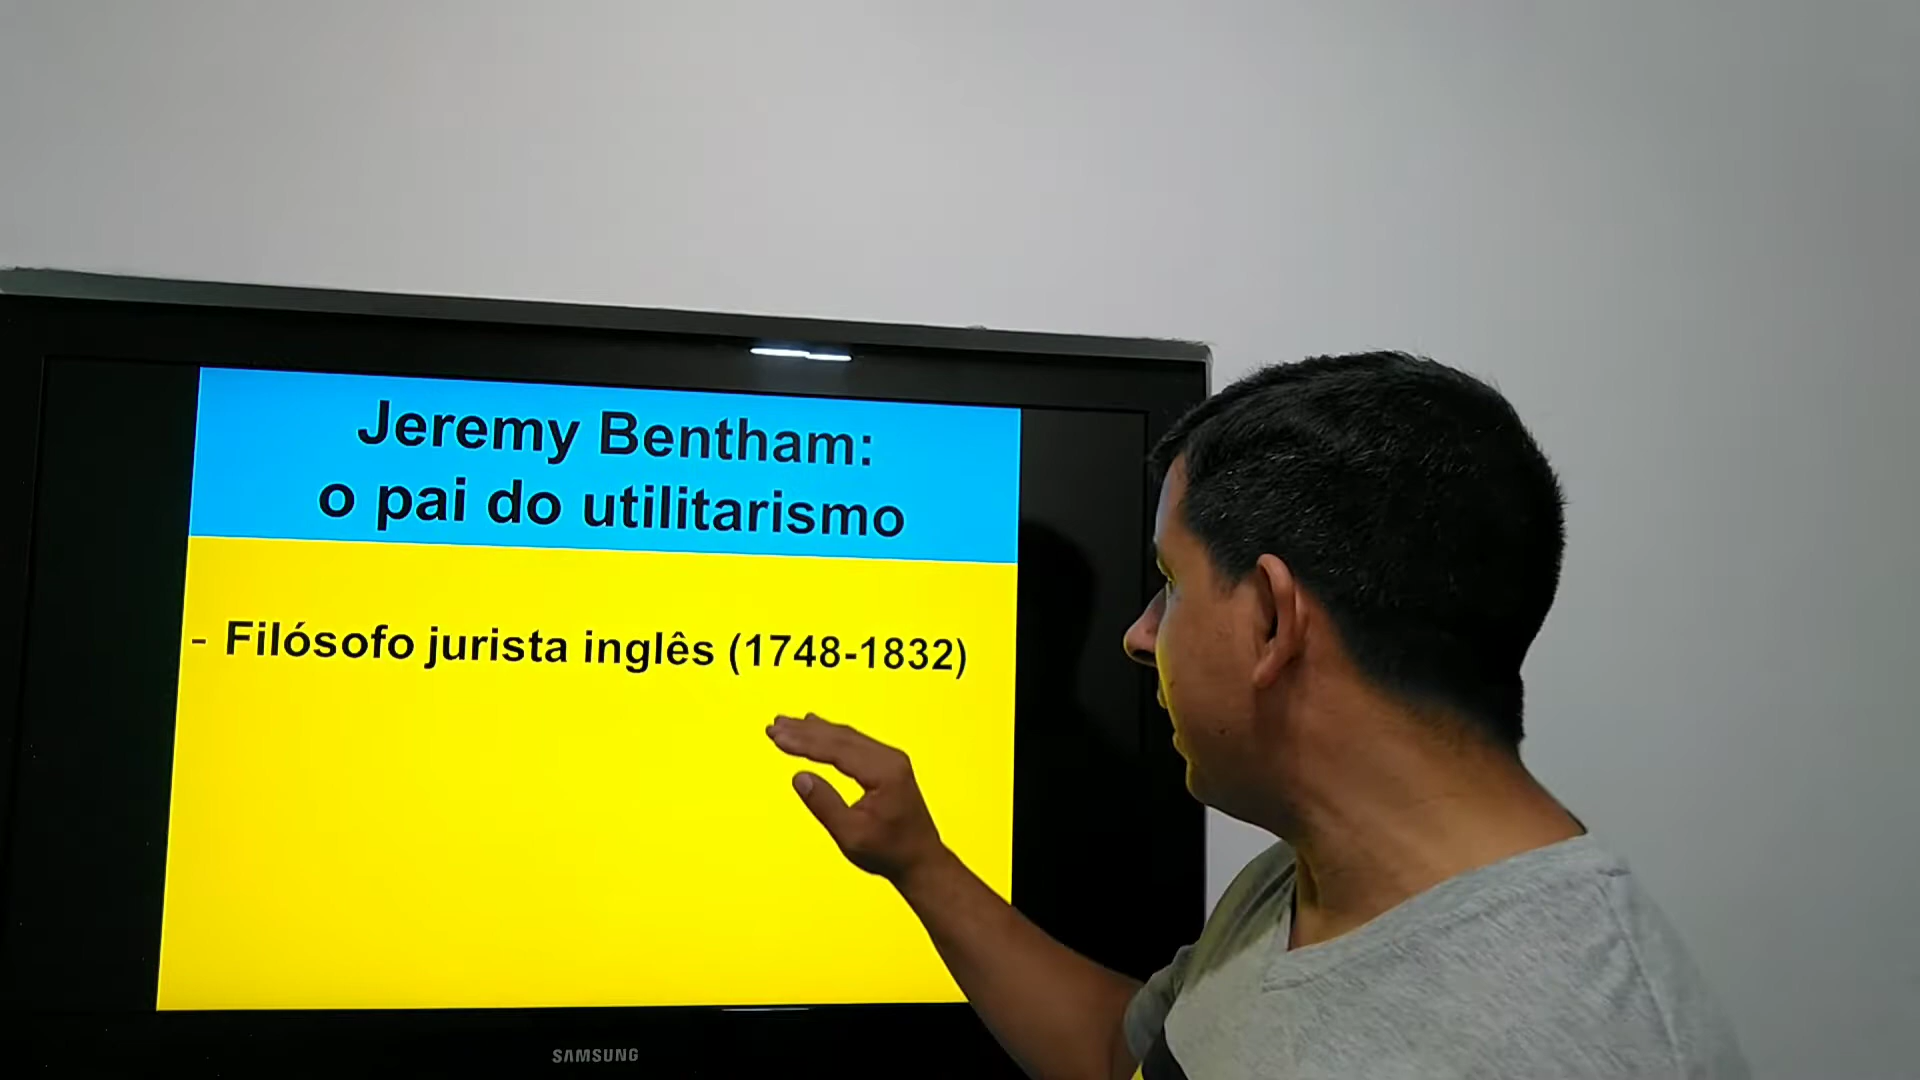 Jeremy Bentham:
o pai do utilitarismo
- Filósofo jurista inglês (1748-1832)
SAMSUNG